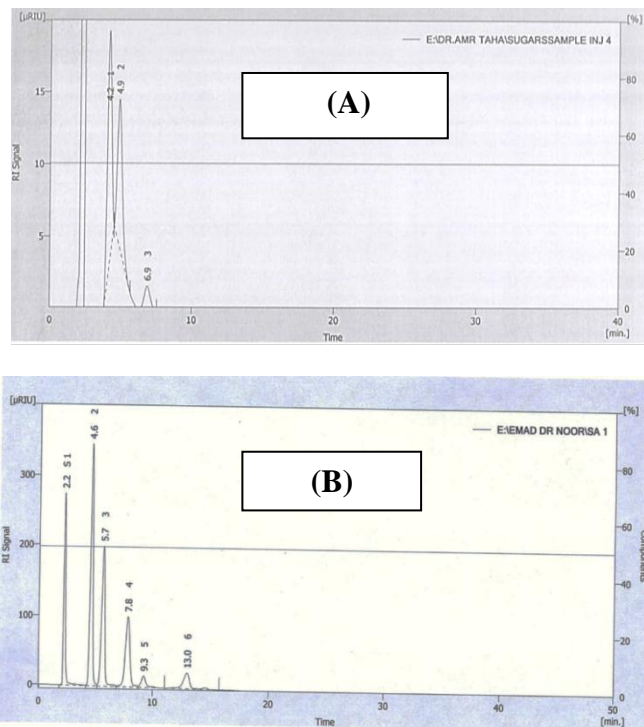 [µRIU]
[%]
E:\DR.AMR TAHA\SUGARSSAMPLE INJ 4
(A)
4.2 1
4.9 2
6.9 3
15
10
5
80
60
40
20
0
RI Signal
0 10 20 30 40
Time
[min.]
[µRIU]
[%]
E:\EMAD DR NOOR\SA 1
(B)
2.2 S 1
4.6 2
5.7 3
7.8 4
9.3 5
13.0 6
300
200
100
0
80
60
40
20
0
RI Signal
0 10 20 30 40 50
Time
[min.]